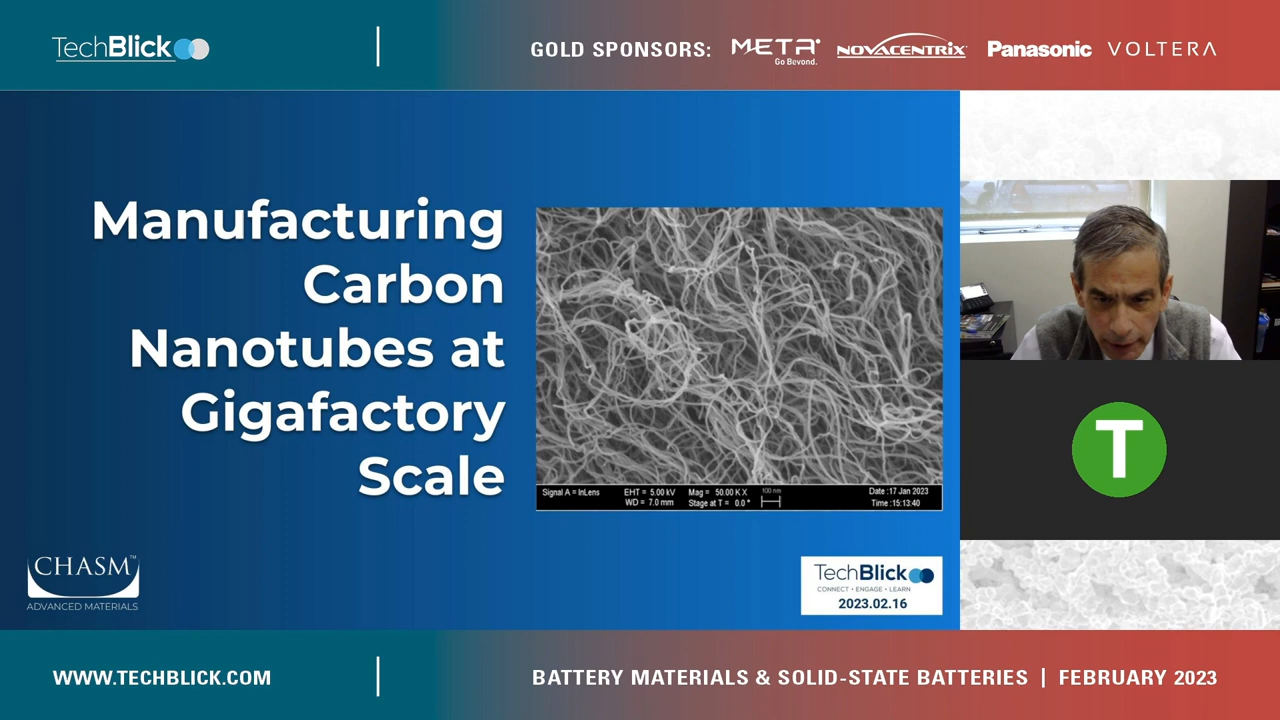 TechBlick
GOLD SPONSORS:
META
Go Beyond.
NOVACENTRIX
Panasonic
VOLTERA
Manufacturing
Carbon
Nanotubes at
Gigafactory
Scale
Signal A = InLens
EHT = 5.00 kV
WD = 7.0 mm
Mag = 50.00 K X
Stage at T = 0.0 °
100 nm
Date :17 Jan 2023
Time :15:13:40
CHASM™
ADVANCED MATERIALS
TechBlick
CONNECT • ENGAGE • LEARN
2023.02.16
T
WWW.TECHBLICK.COM
BATTERY MATERIALS & SOLID-STATE BATTERIES | FEBRUARY 2023